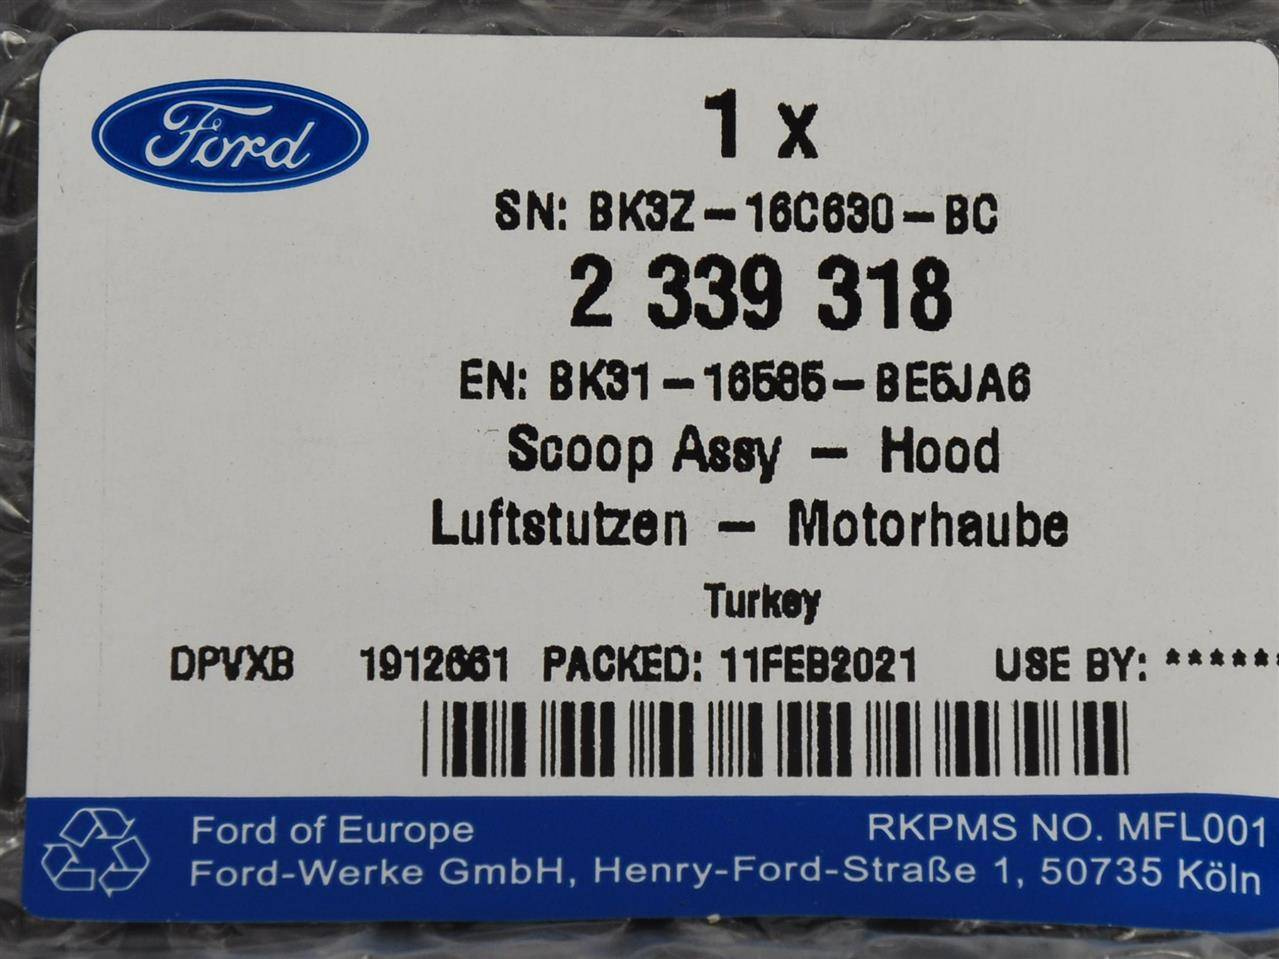 Ford
1 x
SN: BK3Z-16C630-BC
2 339 318
EN: BK31-16585-BE5JA6
Scoop Assy - Hood
Luftstutzen - Motorhaube
Turkey
DPVXB 1912661 PACKED: 11FEB2021 USE BY: ******
Ford of Europe RKPMS NO. MFL001
Ford-Werke GmbH, Henry-Ford-Straße 1, 50735 Köln